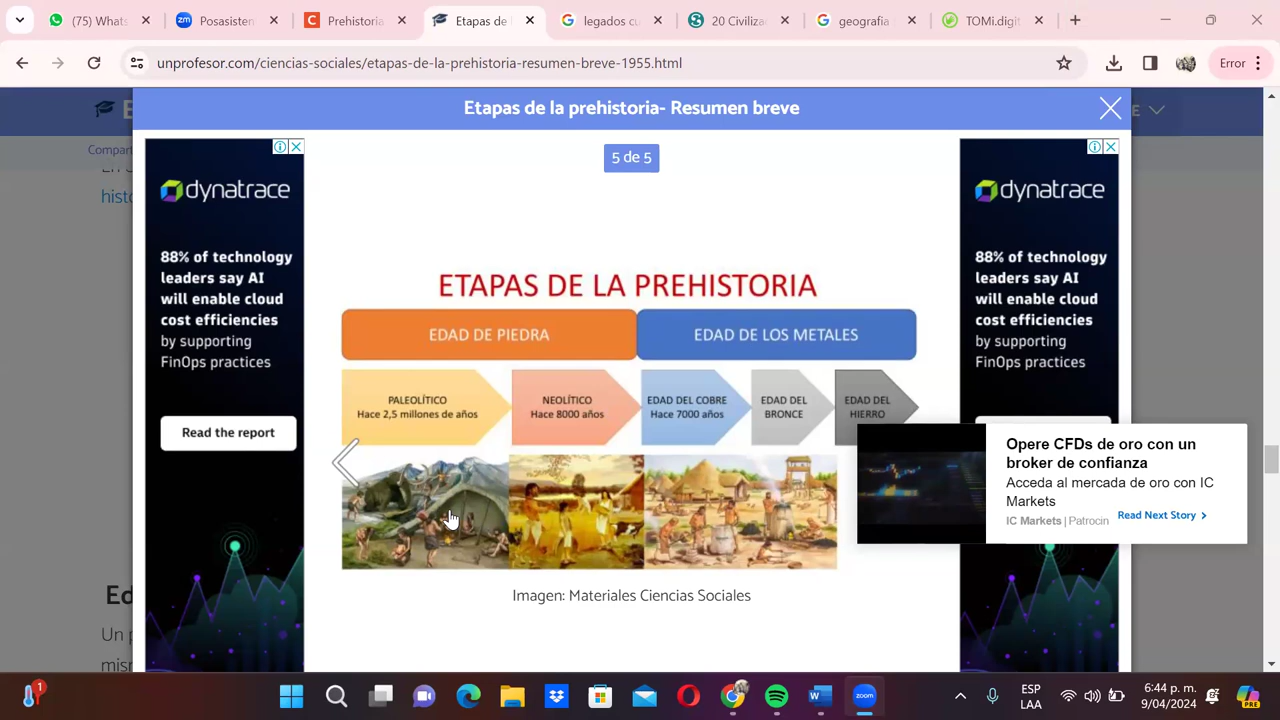 (75) Whats
Posasisten
Prehistoria
Etapas de l
legados cu
20 Civiliza
geografia
TOMi.digit
unprofesor.com/ciencias-sociales/etapas-de-la-prehistoria-resumen-breve-1955.html
Error
Etapas de la prehistoria- Resumen breve
E
E
Compar
histo
5 de 5
dynatrace
88% of technology
leaders say AI
will enable cloud
cost efficiencies
by supporting
FinOps practices
Read the report
ETAPAS DE LA PREHISTORIA
EDAD DE PIEDRA
EDAD DE LOS METALES
PALEOLÍTICO
Hace 2,5 millones de años
NEOLÍTICO
Hace 8000 años
EDAD DEL COBRE
Hace 7000 años
EDAD DEL
BRONCE
EDAD DEL
HIERRO
Imagen: Materiales Ciencias Sociales
dynatrace
88% of technology
leaders say AI
will enable cloud
cost efficiencies
by supporting
FinOps practices
Opere CFDs de oro con un
broker de confianza
Acceda al mercada de oro con IC
Markets
IC Markets | Patrocin
Read Next Story
Ed
Un p
mism
1
ESP
LAA
6:44 p. m.
9/04/2024
PRE